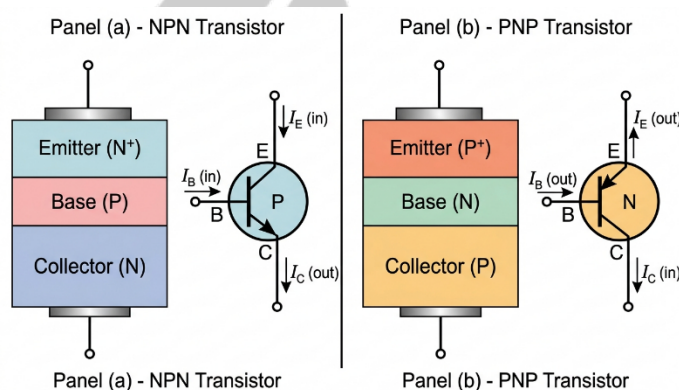 Panel (a) - NPN Transistor
Emitter (N⁺)
Base (P)
Collector (N)
I_E (in)
E
I_B (in)
B
P
C
I_C (out)
Panel (a) - NPN Transistor
Panel (b) - PNP Transistor
Emitter (P⁺)
Base (N)
Collector (P)
I_E (out)
E
I_B (out)
B
N
C
I_C (in)
Panel (b) - PNP Transistor